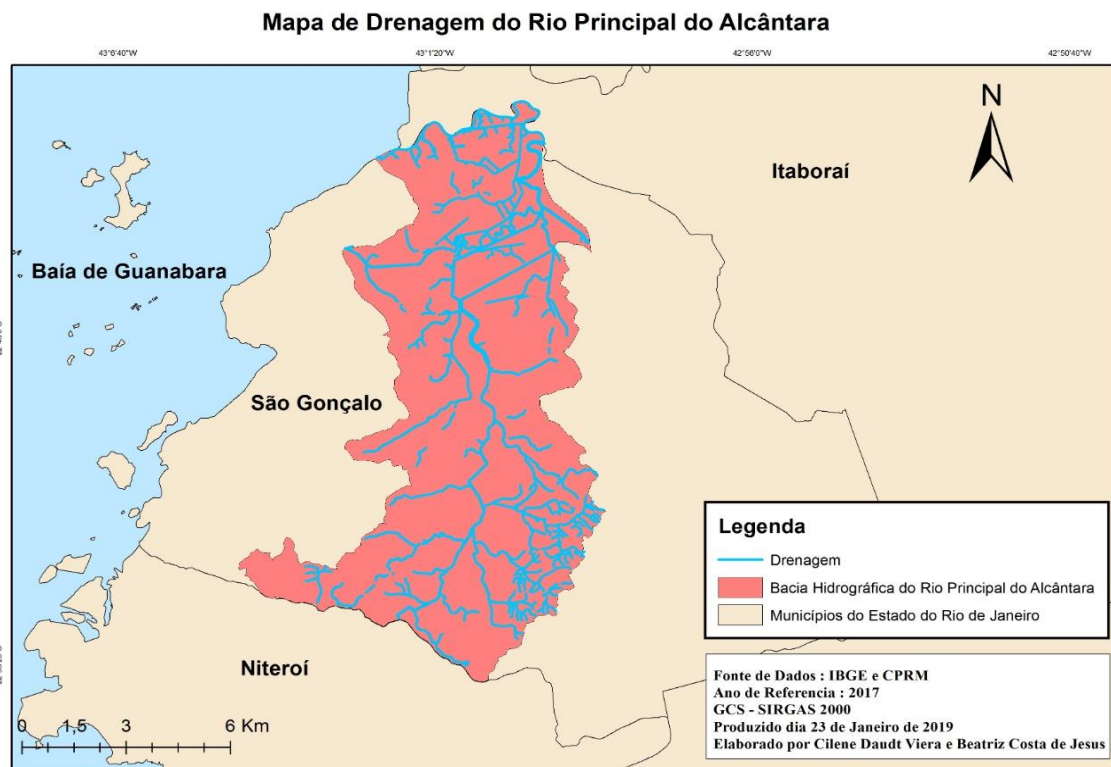 Mapa de Drenagem do Rio Principal do Alcântara
43°6'40"W 43°1'20"W 42°56'0"W 42°50'40"W
N
Itaboraí
Baía de Guanabara
São Gonçalo
Legenda
Drenagem
Bacia Hidrográfica do Rio Principal do Alcântara
Municípios do Estado do Rio de Janeiro
Niteroí
Fonte de Dados : IBGE e CPRM
Ano de Referencia : 2017
GCS - SIRGAS 2000
Produzido dia 23 de Janeiro de 2019
Elaborado por Cilene Daudt Viera e Beatriz Costa de Jesus
0 1,5 3 6 Km